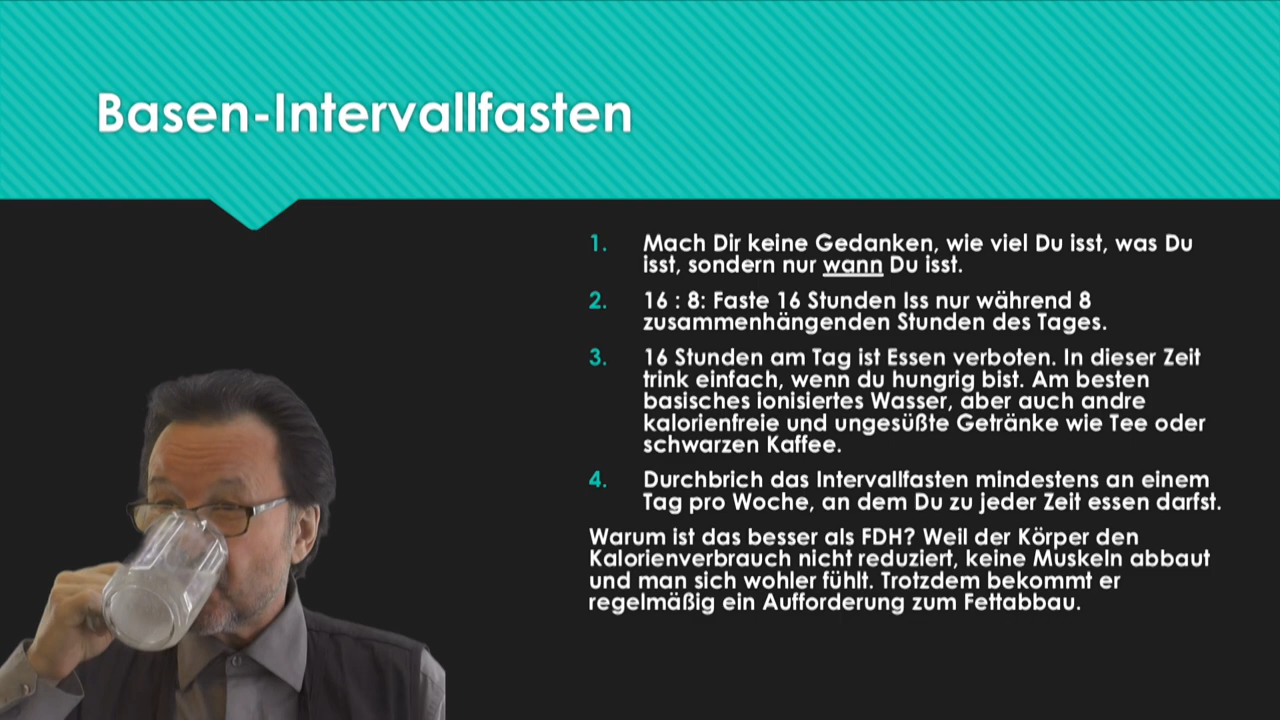 Basen-Intervallfasten
1. Mach Dir keine Gedanken, wie viel Du isst, was Du
isst, sondern nur wann Du isst.
2. 16 : 8: Faste 16 Stunden Iss nur während 8
zusammenhängenden Stunden des Tages.
3. 16 Stunden am Tag ist Essen verboten. In dieser Zeit
trink einfach, wenn du hungrig bist. Am besten
basisches ionisiertes Wasser, aber auch andre
kalorienfreie und ungesüßte Getränke wie Tee oder
schwarzen Kaffee.
4. Durchbrich das Intervallfasten mindestens an einem
Tag pro Woche, an dem Du zu jeder Zeit essen darfst.
Warum ist das besser als FDH? Weil der Körper den
Kalorienverbrauch nicht reduziert, keine Muskeln abbaut
und man sich wohler fühlt. Trotzdem bekommt er
regelmäßig ein Aufforderung zum Fettabbau.